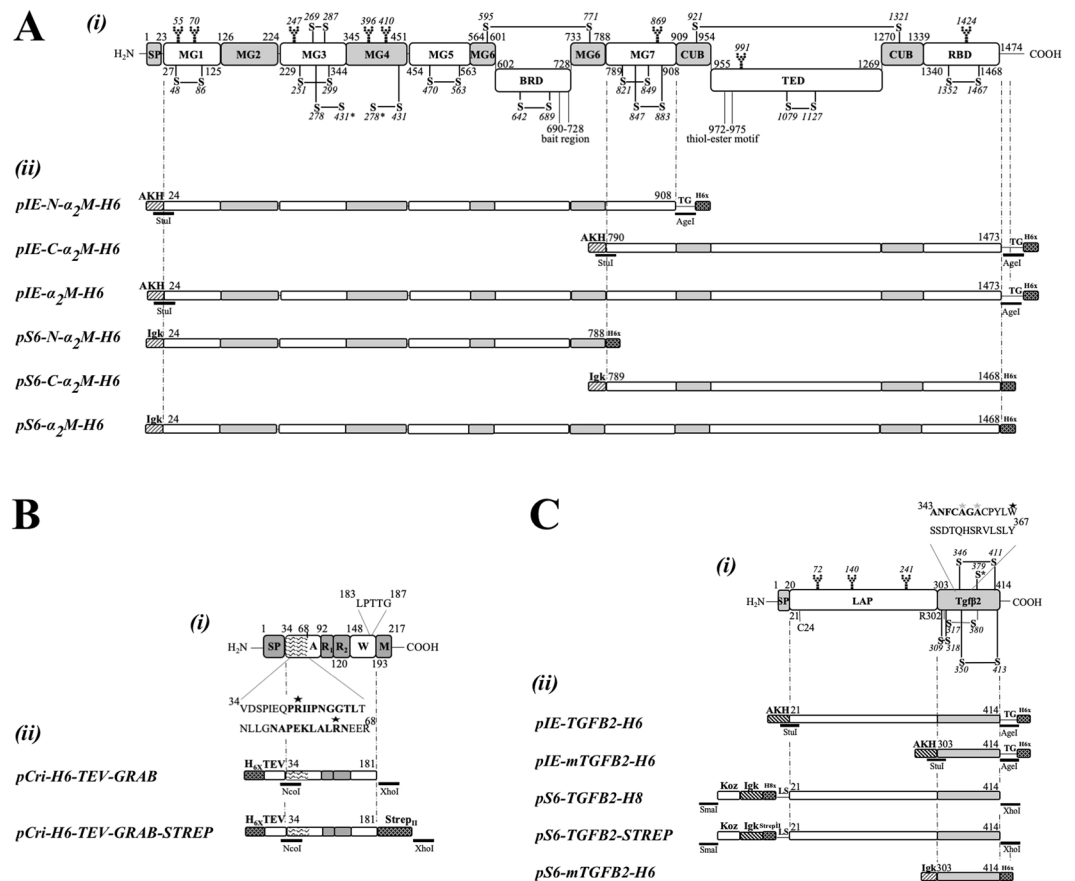 A
(i)
55 70 247 269 287 396 410 595 771 869 921 991 1321 1424
S—S S S S S
1 23 126 224 345 451 564 601 733 788 909 954 1270 1339 1474
H₂N SP MG1 MG2 MG3 MG4 MG5 MG6 MG6 MG7 CUB CUB RBD COOH
27 125 229 344 454 563 602 728 789 908 955 1269 1340 1468
BRD TED
S—S S—S S—S S—S S—S
48 86 251 299 470 563 821 849 1352 1467
S—S S—S S—S S—S S—S
278 431* 278* 431 642 689 847 883 1079 1127
690-728 972-975
bait region thiol-ester motif
(ii)
pIE-N-α₂M-H6 AKH 24 908 TG H6x
StuI AgeI
pIE-C-α₂M-H6 AKH 790 1473 TG H6x
StuI AgeI
pIE-α₂M-H6 AKH 24 1473 TG H6x
StuI AgeI
pS6-N-α₂M-H6 Igk 24 788 H6x
pS6-C-α₂M-H6 Igk 789 1468 H6x
pS6-α₂M-H6 Igk 24 1468 H6x
B
(i)
183 187
LPTTG
1 34 68 92 148 217
H₂N SP A R₁ R₂ W M COOH
120 193
34
VDSPIEQPRIIPNGGTLT
NLLGNAPEKLALRNEER
68
(ii)
pCri-H6-TEV-GRAB H6X TEV 34 181
NcoI XhoI
pCri-H6-TEV-GRAB-STREP H6X TEV 34 181 StrepII
NcoI XhoI
C
343 ANFCAGACPYLW
SSDTQHSRVLSLY 367
(i)
346 411
S S
72 140 241 379
S*
1 20 303 414
H₂N SP LAP Tgfβ2 COOH
21 R302
C24
S—S
317 380
S-S
309 318
S—S
350 413
(ii)
pIE-TGFB2-H6 AKH 21 414 TG H6x
StuI AgeI
pIE-mTGFB2-H6 AKH 303 414 TG H6x
StuI AgeI
pS6-TGFB2-H8 Koz Igk H8x LS 21 414
SmaI XhoI
pS6-TGFB2-STREP Koz Igk StrepII LS 21 414
SmaI XhoI
pS6-mTGFB2-H6 Igk 303 414 H6x